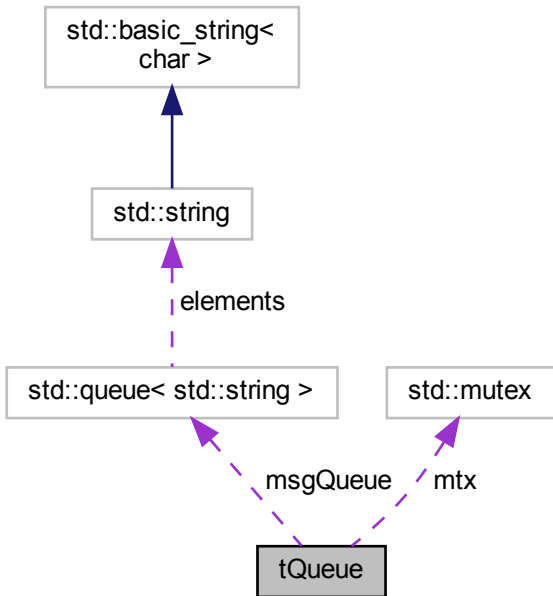 std::basic_string<
char >
std::string
elements
std::queue< std::string >
std::mutex
msgQueue
mtx
tQueue